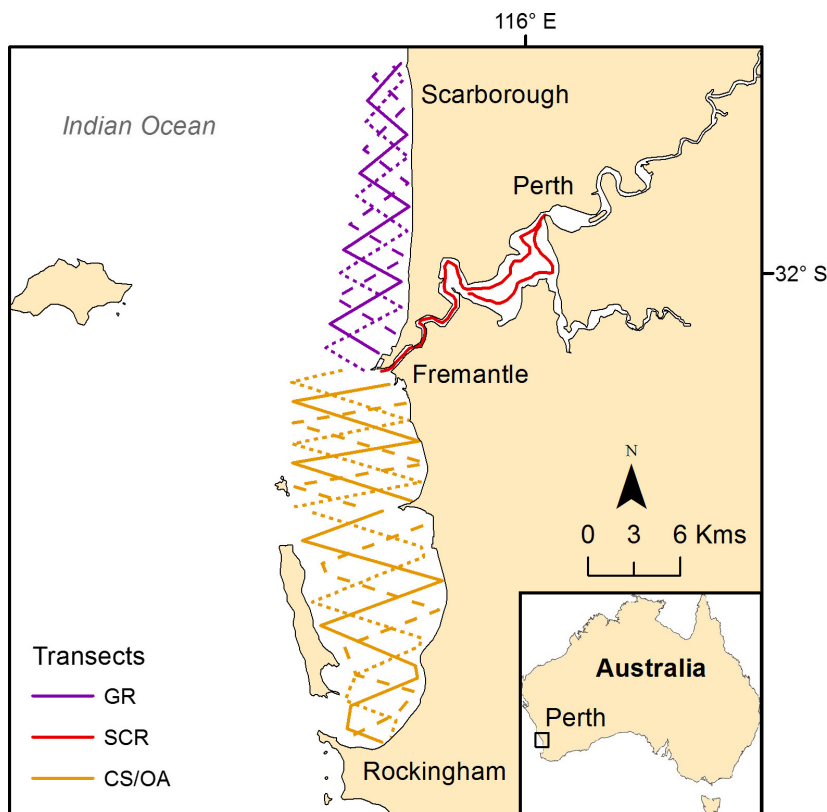 116° E
Scarborough
Indian Ocean
Perth
32° S
Fremantle
N
0 3 6 Kms
Transects
GR
SCR
CS/OA
Rockingham
Australia
Perth